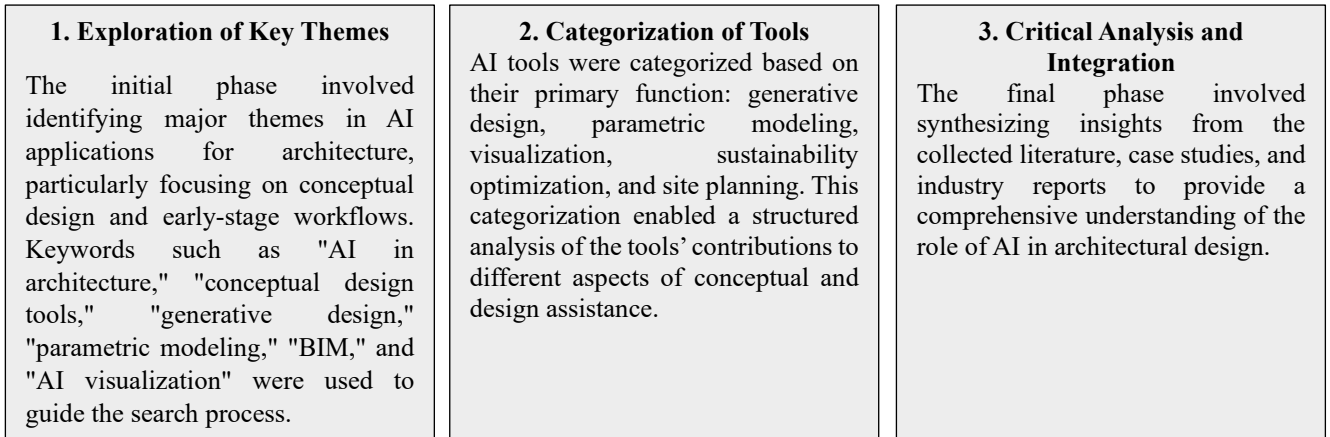 1. Exploration of Key Themes
The initial phase involved
identifying major themes in AI
applications for architecture,
particularly focusing on conceptual
design and early-stage workflows.
Keywords such as "AI in
architecture," "conceptual design
tools," "generative design,"
"parametric modeling," "BIM," and
"AI visualization" were used to
guide the search process.
2. Categorization of Tools
AI tools were categorized based on
their primary function: generative
design, parametric modeling,
visualization, sustainability
optimization, and site planning. This
categorization enabled a structured
analysis of the tools’ contributions to
different aspects of conceptual and
design assistance.
3. Critical Analysis and
Integration
The final phase involved
synthesizing insights from the
collected literature, case studies, and
industry reports to provide a
comprehensive understanding of the
role of AI in architectural design.